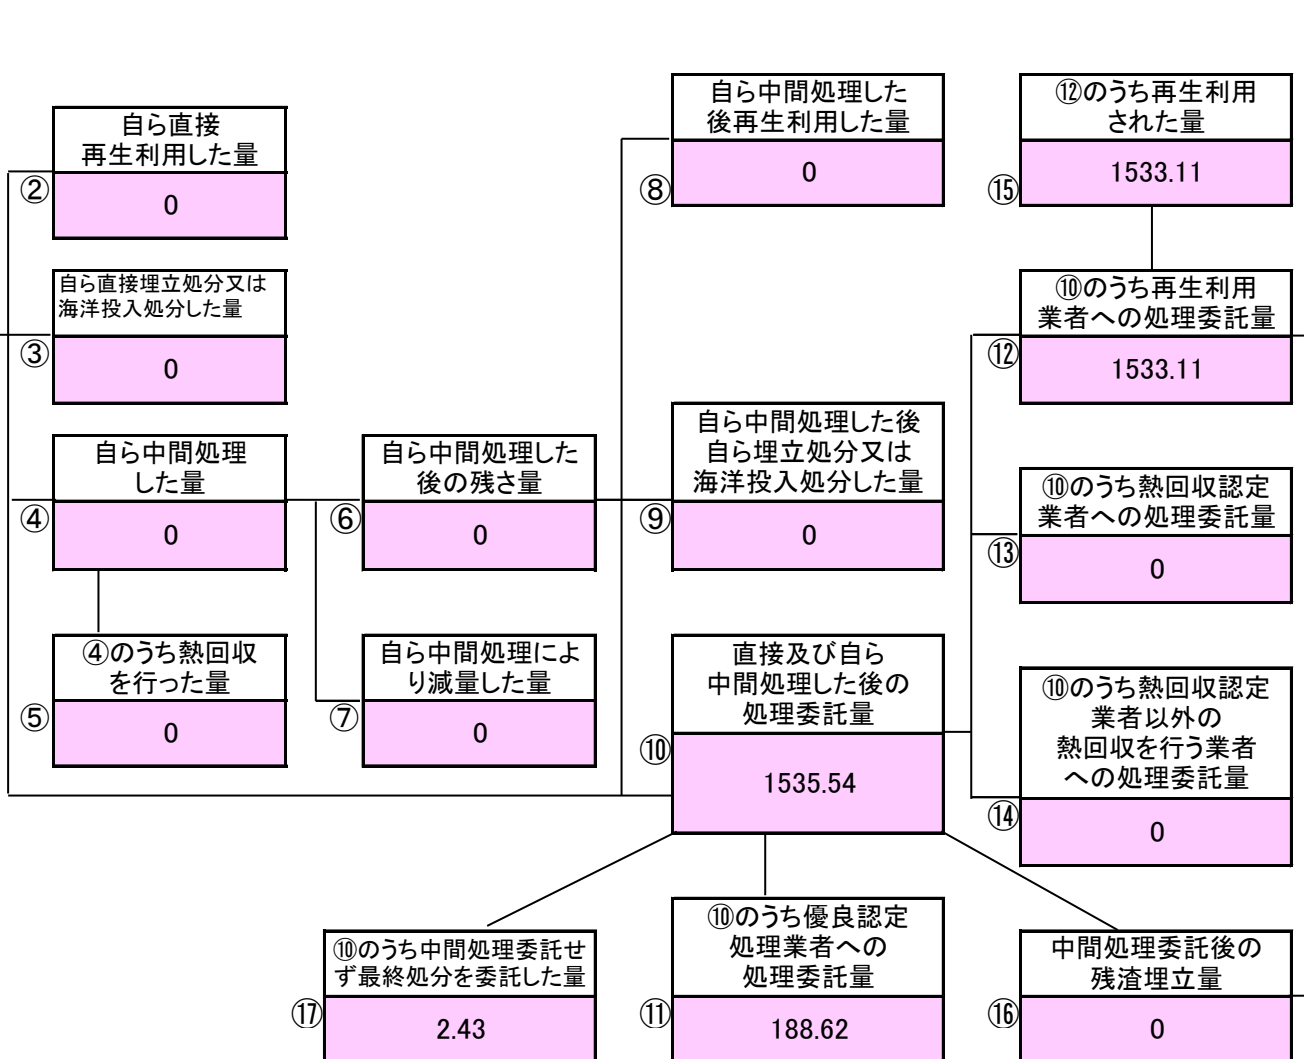 自ら直接
再生利用した量
②
0
自ら直接埋立処分又は
海洋投入処分した量
③
0
自ら中間処理
した量
④
0
④のうち熱回収
を行った量
⑤
0
自ら中間処理した
後の残さ量
⑥
0
自ら中間処理によ
り減量した量
⑦
0
自ら中間処理した
後再生利用した量
⑧
0
自ら中間処理した後
自ら埋立処分又は
海洋投入処分した量
⑨
0
直接及び自ら
中間処理した後の
処理委託量
⑩
1535.54
⑫のうち再生利用
された量
⑮
1533.11
⑩のうち再生利用
業者への処理委託量
⑫
1533.11
⑩のうち熱回収認定
業者への処理委託量
⑬
0
⑩のうち熱回収認定
業者以外の
熱回収を行う業者
への処理委託量
⑭
0
⑩のうち中間処理委託せ
ず最終処分を委託した量
⑰
2.43
⑩のうち優良認定
処理業者への
処理委託量
⑪
188.62
中間処理委託後の
残渣埋立量
⑯
0